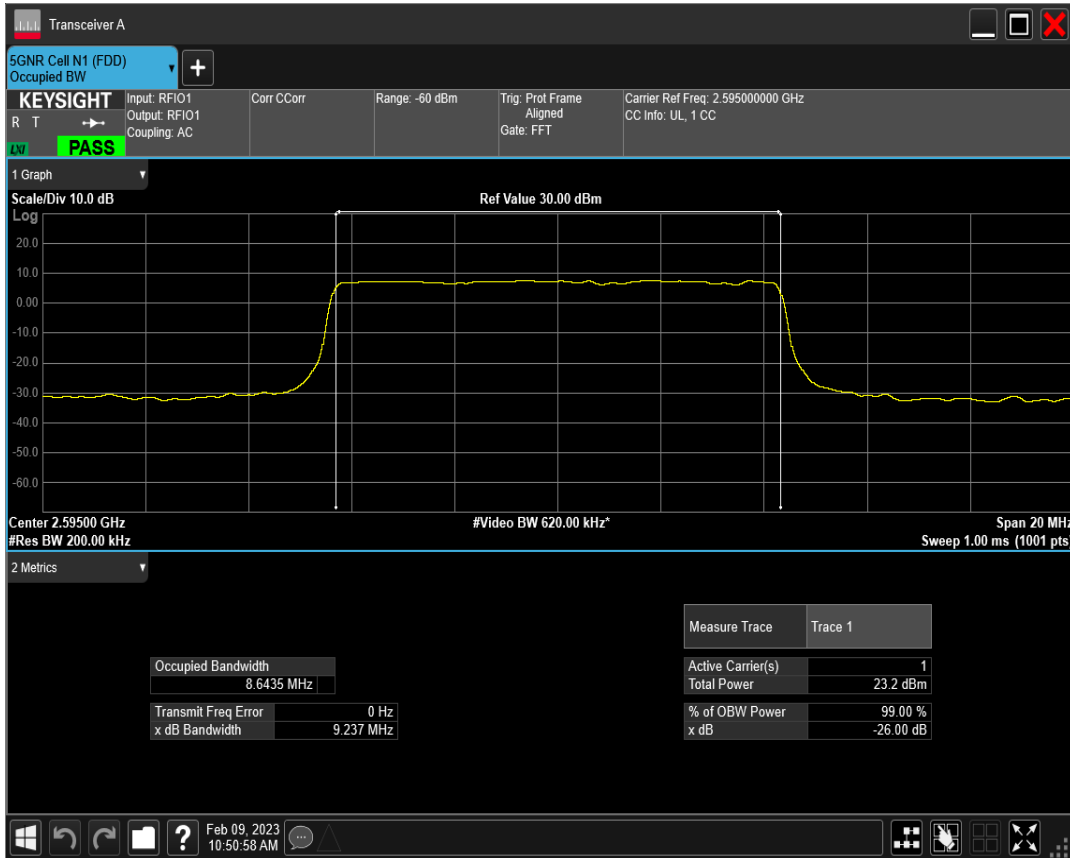 Transceiver A
5GNR Cell N1 (FDD)
Occupied BW
+
KEYSIGHT
R T
LXI
PASS
Input: RFIO1
Output: RFIO1
Coupling: AC
Corr CCorr
Range: -60 dBm
Trig: Prot Frame
Aligned
Gate: FFT
Carrier Ref Freq: 2.595000000 GHz
CC Info: UL, 1 CC
1 Graph
Scale/Div 10.0 dB
Ref Value 30.00 dBm
Log
20.0
10.0
0.00
-10.0
-20.0
-30.0
-40.0
-50.0
-60.0
Center 2.59500 GHz
#Video BW 620.00 kHz*
Span 20 MHz
#Res BW 200.00 kHz
Sweep 1.00 ms (1001 pts)
2 Metrics
Measure Trace Trace 1
Occupied Bandwidth
8.6435 MHz
Active Carrier(s) 1
Total Power 23.2 dBm
Transmit Freq Error 0 Hz
x dB Bandwidth 9.237 MHz
% of OBW Power 99.00 %
x dB -26.00 dB
?
Feb 09, 2023
10:50:58 AM